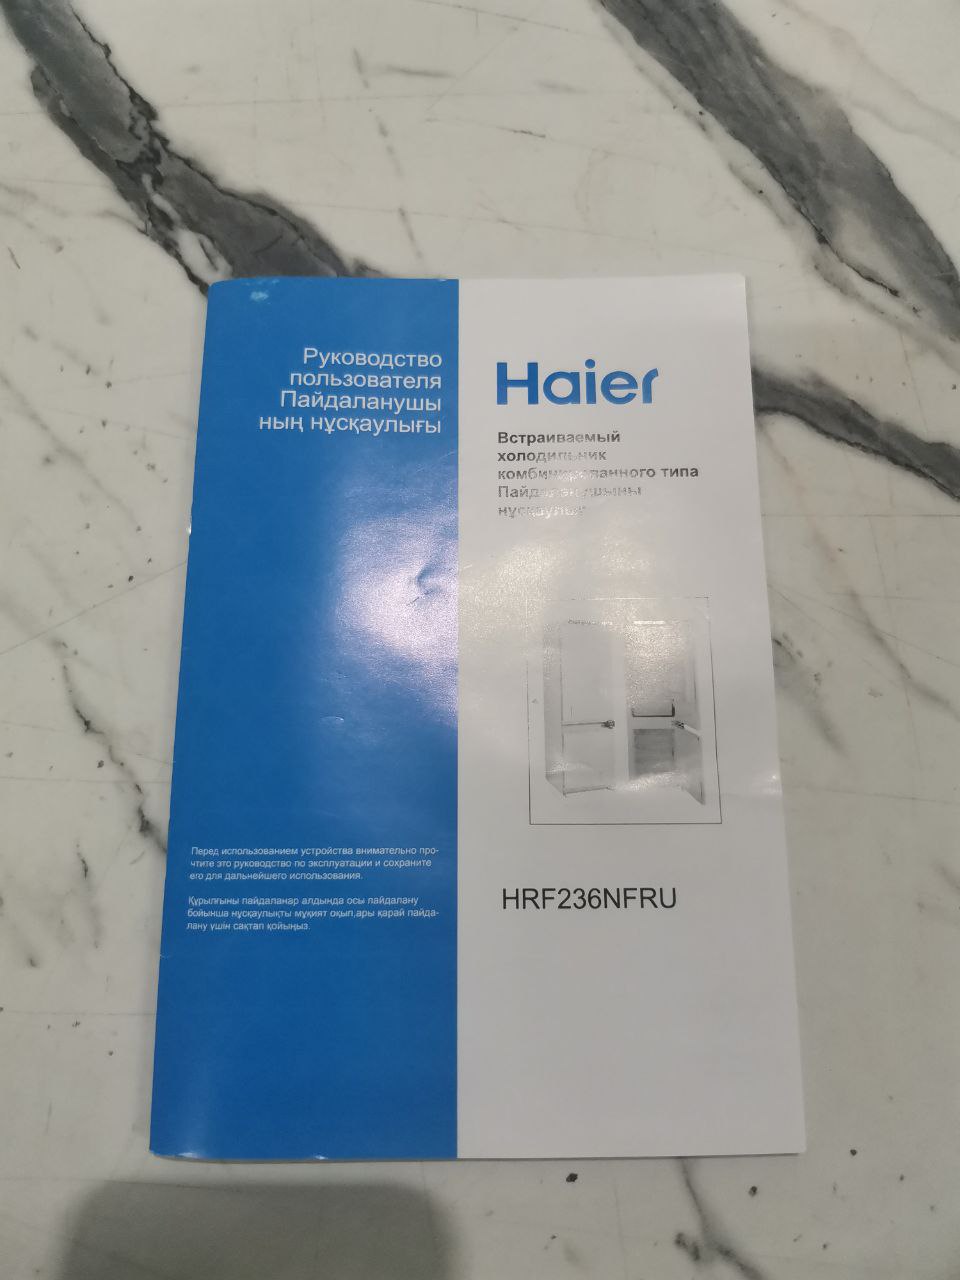 Руководство
пользователя
Пайдаланушы
ның нұсқаулығы
Haier
Встраиваемый
холодильник
комбинированного типа
Пайдаланушыны
нұсқаулық
Перед использованием устройства внимательно про-
чтите это руководство по эксплуатации и сохраните
его для дальнейшего использования.
Құрылғыны пайдаланар алдында осы пайдалану
бойынша нұсқаулықты мұқият оқып,ары қарай пайда-
лану үшін сақтап қойыңыз.
HRF236NFRU